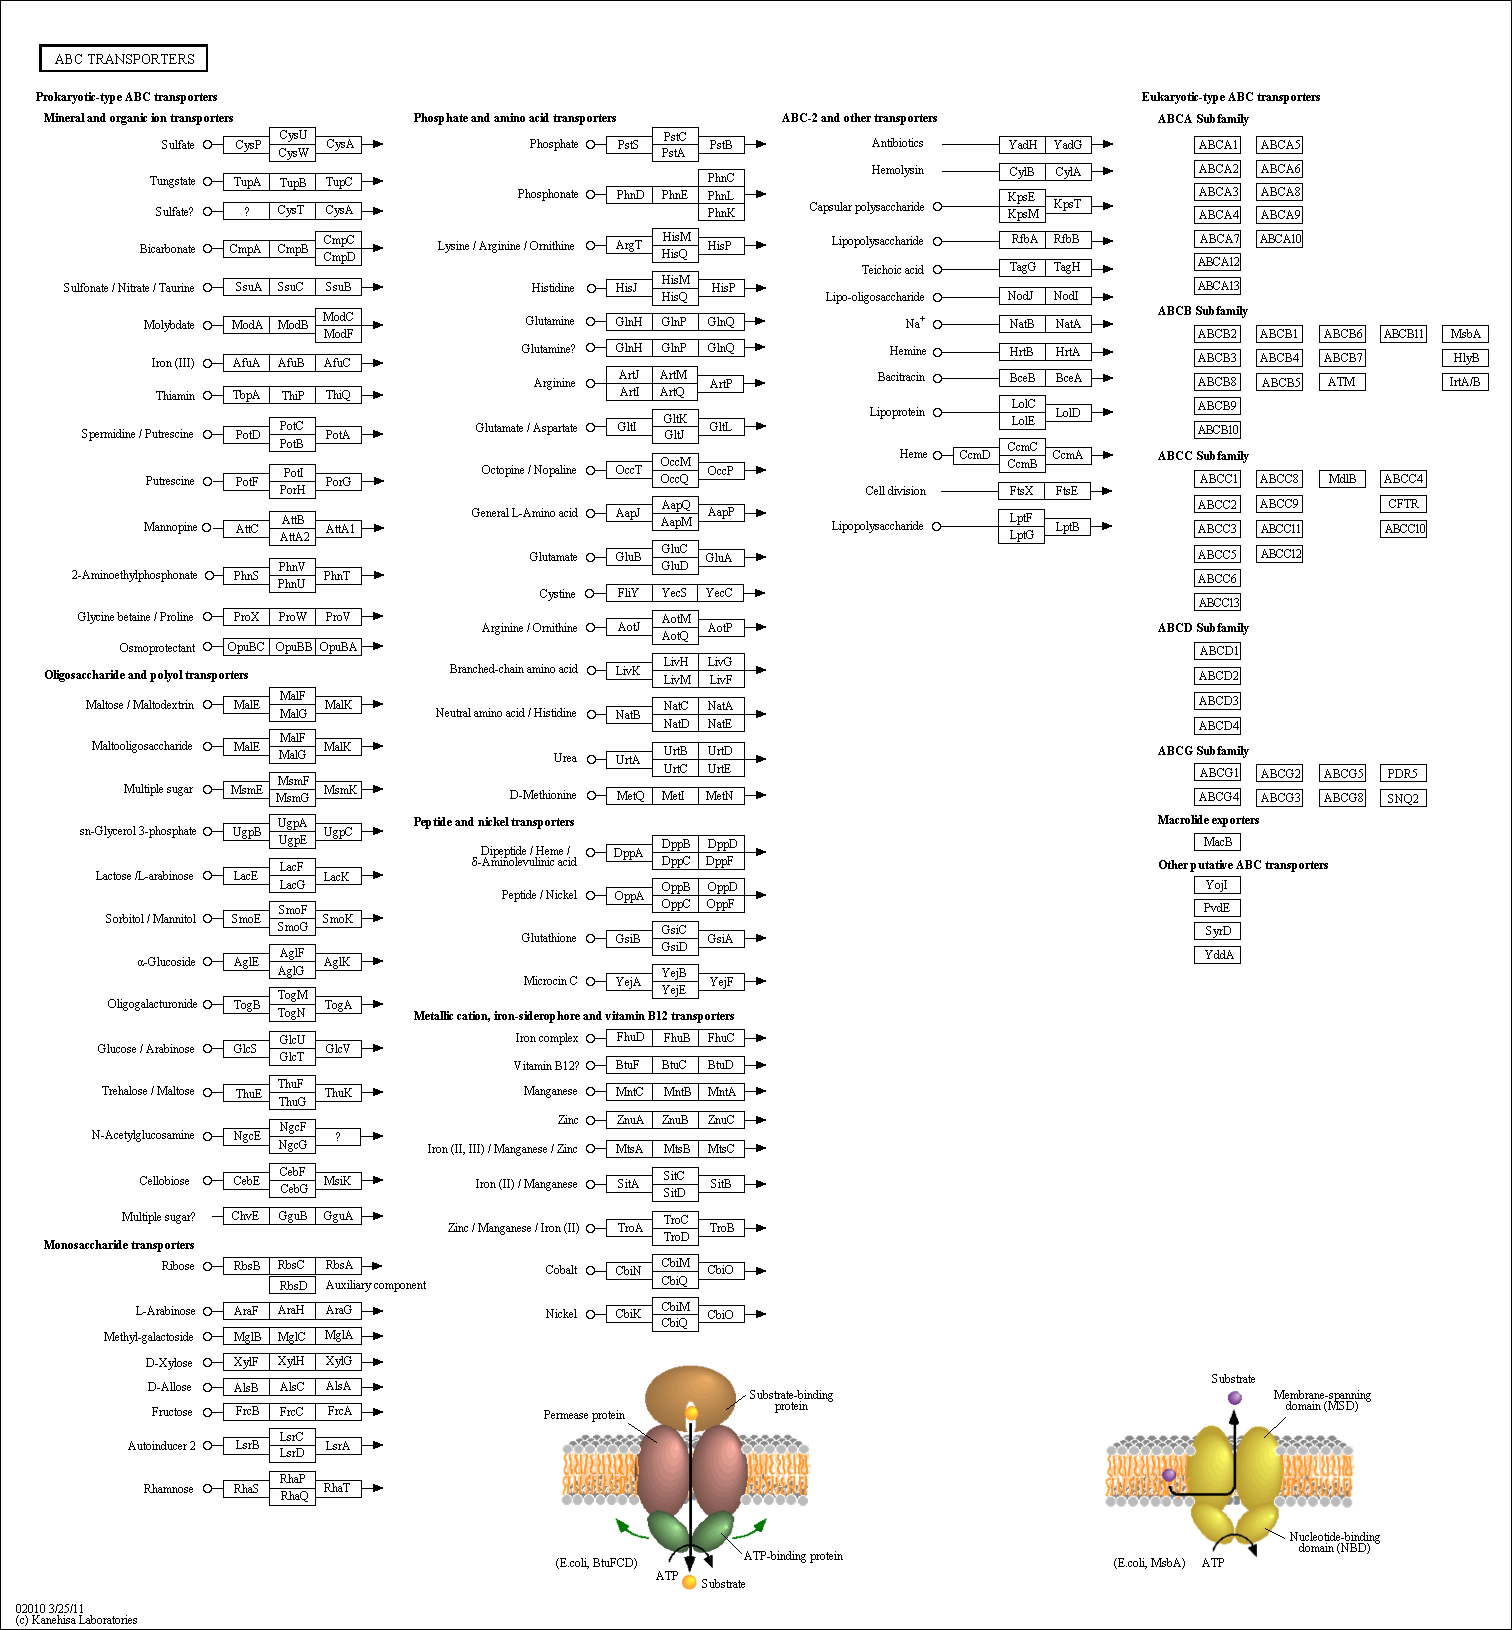 ABC TRANSPORTERS
Prokaryotic-type ABC transporters
Mineral and organic ion transporters
Sulfate CysP CysU CysW CysA
Tungstate TupA TupB TupC
Sulfate? ? CysT CysA
Bicarbonate CmpA CmpB CmpC CmpD
Sulfonate / Nitrate / Taurine SsuA SsuC SsuB
Molybdate ModA ModB ModC ModF
Iron (III) AfuA AfuB AfuC
Thiamin TbpA ThiP ThiQ
Spermidine / Putrescine PotD PotC PotB PotA
Putrescine PotF PotI PorH PorG
Mannopine AttC AttB AttA2 AttA1
2-Aminoethylphosphonate PhnS PhnV PhnU PhnT
Glycine betaine / Proline ProX ProW ProV
Osmoprotectant OpuBC OpuBB OpuBA
Oligosaccharide and polyol transporters
Maltose / Maltodextrin MalE MalF MalG MalK
Maltooligosaccharide MalE MalF MalG MalK
Multiple sugar MsmE MsmF MsmG MsmK
sn-Glycerol 3-phosphate UgpB UgpA UgpE UgpC
Lactose /L-arabinose LacE LacF LacG LacK
Sorbitol / Mannitol SmoE SmoF SmoG SmoK
α-Glucoside AglE AglF AglG AglK
Oligogalacturonide TogB TogM TogN TogA
Glucose / Arabinose GlcS GlcU GlcT GlcV
Trehalose / Maltose ThuE ThuF ThuG ThuK
N-Acetylglucosamine NgcE NgcF NgcG ?
Cellobiose CebE CebF CebG MsiK
Multiple sugar? ChvE GguB GguA
Monosaccharide transporters
Ribose RbsB RbsC RbsA
RbsD Auxiliary component
L-Arabinose AraF AraH AraG
Methyl-galactoside MglB MglC MglA
D-Xylose XylF XylH XylG
D-Allose AlsB AlsC AlsA
Fructose FrcB FrcC FrcA
Autoinducer 2 LsrB LsrC LsrD LsrA
Rhamnose RhaS RhaP RhaQ RhaT
Phosphate and amino acid transporters
Phosphate PstS PstC PstA PstB
Phosphonate PhnD PhnE PhnC PhnL PhnK
Lysine / Arginine / Ornithine ArgT HisM HisQ HisP
Histidine HisJ HisM HisQ HisP
Glutamine GlnH GlnP GlnQ
Glutamine? GlnH GlnP GlnQ
Arginine ArtJ ArtI ArtM ArtQ ArtP
Glutamate / Aspartate GltI GltK GltJ GltL
Octopine / Nopaline OccT OccM OccQ OccP
General L-Amino acid AapJ AapQ AapM AapP
Glutamate GluB GluC GluD GluA
Cystine FliY YecS YecC
Arginine / Ornithine AotJ AotM AotQ AotP
Branched-chain amino acid LivK LivH LivM LivG LivF
Neutral amino acid / Histidine NatB NatC NatD NatA NatE
Urea UrtA UrtB UrtC UrtD UrtE
D-Methionine MetQ MetI MetN
Peptide and nickel transporters
Dipeptide / Heme /
δ-Aminolevulinic acid DppA DppB DppC DppD DppF
Peptide / Nickel OppA OppB OppC OppD OppF
Glutathione GsiB GsiC GsiD GsiA
Microcin C YejA YejB YejE YejF
Metallic cation, iron-siderophore and vitamin B12 transporters
Iron complex FhuD FhuB FhuC
Vitamin B12? BtuF BtuC BtuD
Manganese MntC MntB MntA
Zinc ZnuA ZnuB ZnuC
Iron (II, III) / Manganese / Zinc MtsA MtsB MtsC
Iron (II) / Manganese SitA SitC SitD SitB
Zinc / Manganese / Iron (II) TroA TroC TroD TroB
Cobalt CbiN CbiM CbiQ CbiO
Nickel CbiK CbiM CbiQ CbiO
ABC-2 and other transporters
Antibiotics YadH YadG
Hemolysin CylB CylA
Capsular polysaccharide KpsE KpsM KpsT
Lipopolysaccharide RfbA RfbB
Teichoic acid TagG TagH
Lipo-oligosaccharide NodJ NodI
Na+ NatB NatA
Hemine HrtB HrtA
Bacitracin BceB BceA
Lipoprotein LolC LolE LolD
Heme CcmD CcmC CcmB CcmA
Cell division FtsX FtsE
Lipopolysaccharide LptF LptG LptB
Eukaryotic-type ABC transporters
ABCA Subfamily
ABCA1 ABCA5
ABCA2 ABCA6
ABCA3 ABCA8
ABCA4 ABCA9
ABCA7 ABCA10
ABCA12
ABCA13
ABCB Subfamily
ABCB2 ABCB1 ABCB6 ABCB11 MsbA
ABCB3 ABCB4 ABCB7 HlyB
ABCB8 ABCB5 ATM IrtA/B
ABCB9
ABCB10
ABCC Subfamily
ABCC1 ABCC8 MdlB ABCC4
ABCC2 ABCC9 CFTR
ABCC3 ABCC11 ABCC10
ABCC5 ABCC12
ABCC6
ABCC13
ABCD Subfamily
ABCD1
ABCD2
ABCD3
ABCD4
ABCG Subfamily
ABCG1 ABCG2 ABCG5 PDR5
ABCG4 ABCG3 ABCG8 SNQ2
Macrolide exporters
MacB
Other putative ABC transporters
YojI
PvdE
SyrD
YddA
Substrate-binding
protein
Permease protein
ATP-binding protein
(E.coli, BtuFCD)
ATP
Substrate
Substrate
Membrane-spanning
domain (MSD)
Nucleotide-binding
domain (NBD)
(E.coli, MsbA)
ATP
02010 3/25/11
(c) Kanehisa Laboratories